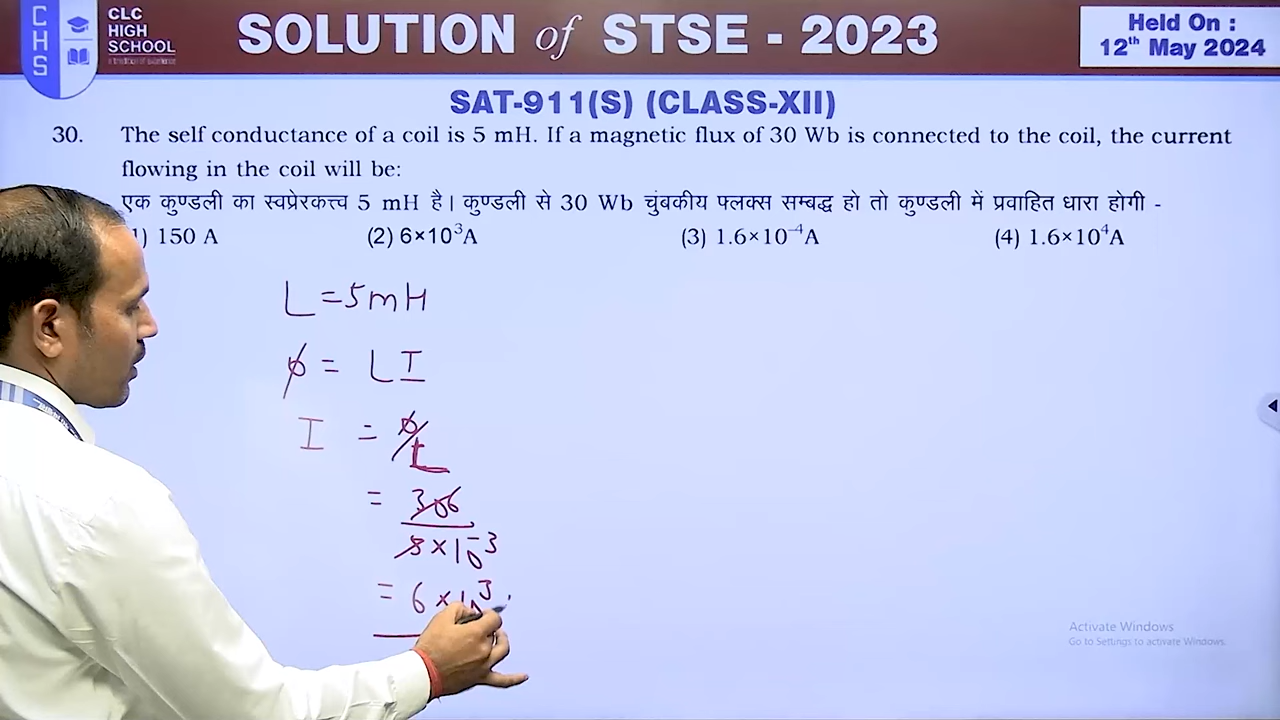 CHS
CLC
HIGH
SCHOOL
SOLUTION of STSE - 2023
Held On :
12th May 2024
SAT-911(S) (CLASS-XII)
30. The self conductance of a coil is 5 mH. If a magnetic flux of 30 Wb is connected to the coil, the current
flowing in the coil will be:
एक कुण्डली का स्वप्रेरकत्त्व 5 mH है। कुण्डली से 30 Wb चुंबकीय फ्लक्स सम्बद्ध हो तो कुण्डली में प्रवाहित धारा होगी -
1) 150 A (2) 6×10³A (3) 1.6×10⁻⁴A (4) 1.6×10⁴A
L = 5mH
ϕ = L I
I = ϕ/L
= 30
5×10⁻³
= 6×10³
Activate Windows
Go to Settings to activate Windows.